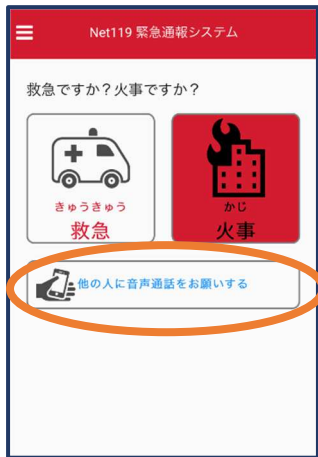 Net119 緊急通報システム
救急ですか？火事ですか？
きゅうきゅう
救急
かじ
火事
他の人に音声通話をお願いする